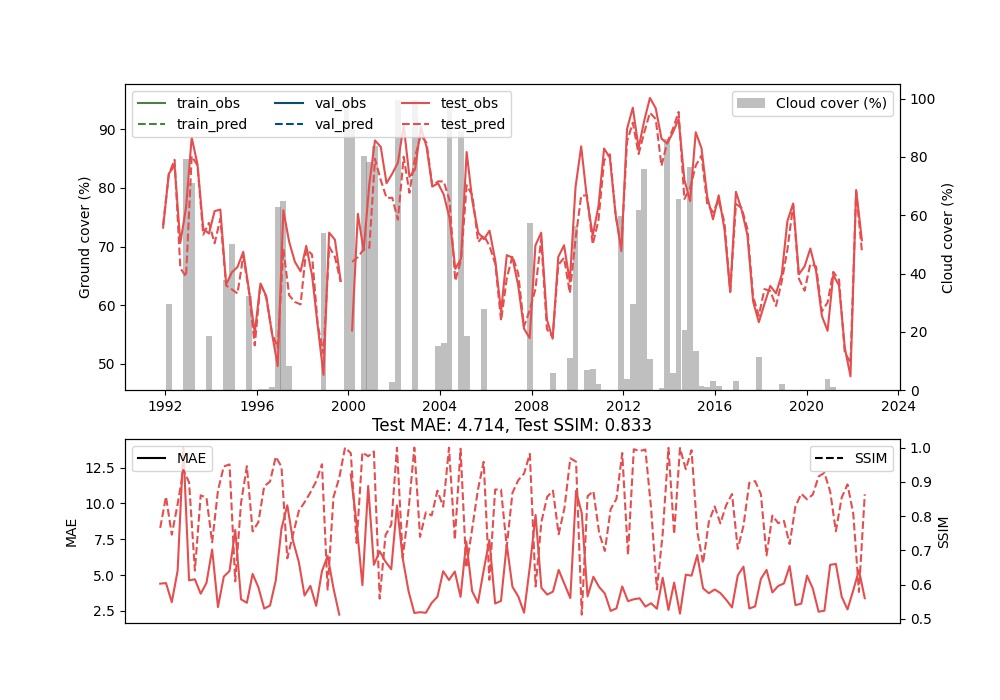 train_obs val_obs test_obs
train_pred val_pred test_pred
Cloud cover (%)
Ground cover (%)
90
80
70
60
50
100
80
60
40
20
0
Cloud cover (%)
1992 1996 2000 2004 2008 2012 2016 2020 2024
Test MAE: 4.714, Test SSIM: 0.833
MAE
SSIM
MAE
12.5
10.0
7.5
5.0
2.5
1.0
0.9
0.8
0.7
0.6
0.5
SSIM